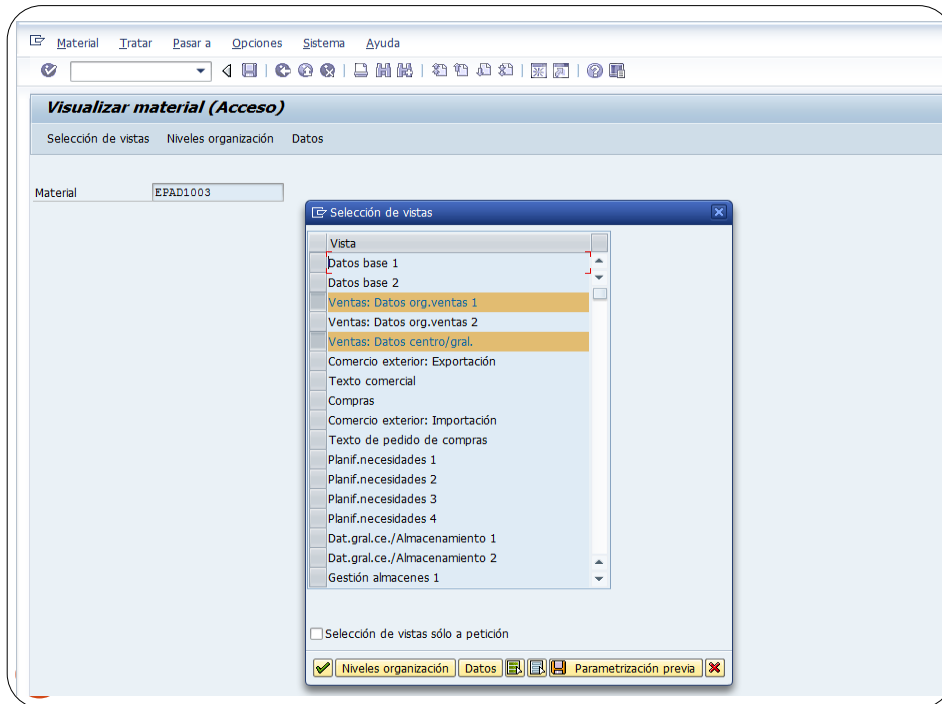 Material Tratar Pasar a Opciones Sistema Ayuda
Visualizar material (Acceso)
Selección de vistas Niveles organización Datos
Material EPAD1003
Selección de vistas
Vista
Datos base 1
Datos base 2
Ventas: Datos org.ventas 1
Ventas: Datos org.ventas 2
Ventas: Datos centro/gral.
Comercio exterior: Exportación
Texto comercial
Compras
Comercio exterior: Importación
Texto de pedido de compras
Planif.necesidades 1
Planif.necesidades 2
Planif.necesidades 3
Planif.necesidades 4
Dat.gral.ce./Almacenamiento 1
Dat.gral.ce./Almacenamiento 2
Gestión almacenes 1
Selección de vistas sólo a petición
Niveles organización Datos Parametrización previa